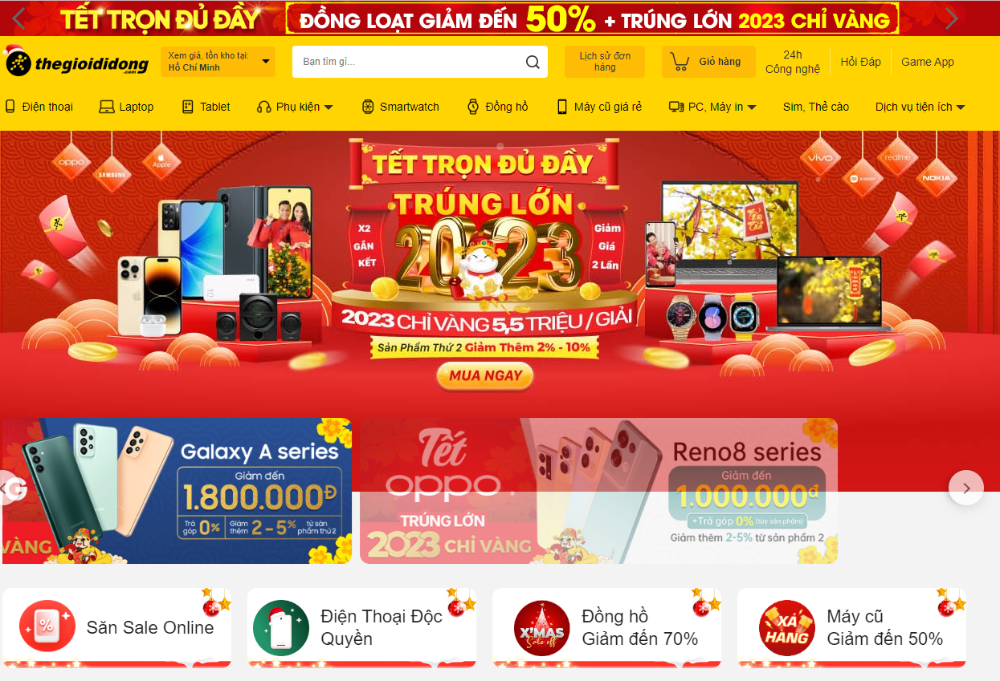 TẾT TRỌN ĐỦ ĐẦY
ĐỒNG LOẠT GIẢM ĐẾN 50% + TRÚNG LỚN 2023 CHỈ VÀNG
thegioididong
.com
Xem giá, tồn kho tại:
Hồ Chí Minh
Bạn tìm gì...
Lịch sử đơn
hàng
Giỏ hàng
24h
Công nghệ
Hỏi Đáp
Game App
Điện thoại
Laptop
Tablet
Phụ kiện
Smartwatch
Đồng hồ
Máy cũ giá rẻ
PC, Máy in
Sim, Thẻ cào
Dịch vụ tiện ích
oppo
SAMSUNG
Apple
vivo
XIAOMI
realme
NOKIA
TẾT TRỌN ĐỦ ĐẦY
TRÚNG LỚN
2023
X2
GẮN
KẾT
Giảm
Giá
2 Lần
2023 CHỈ VÀNG 5,5 TRIỆU / GIẢI
Sản Phẩm Thứ 2 Giảm Thêm 2% - 10%
MUA NGAY
Galaxy A series
Giảm đến
1.800.000Đ
Trả
góp 0%
Giảm
thêm 2-5% từ sản
phẩm thứ 2
VÀNG
Tết
oppo
TRÚNG LỚN
2023 CHỈ VÀNG
Reno8 series
Giảm đến
1.000.000đ
+Trả góp 0% (tùy sản phẩm)
Giảm thêm 2-5% từ sản phẩm 2
Săn Sale Online
Điện Thoại Độc
Quyền
X'MAS
Sale off
Đồng hồ
Giảm đến 70%
XẢ
HÀNG
Máy cũ
Giảm đến 50%